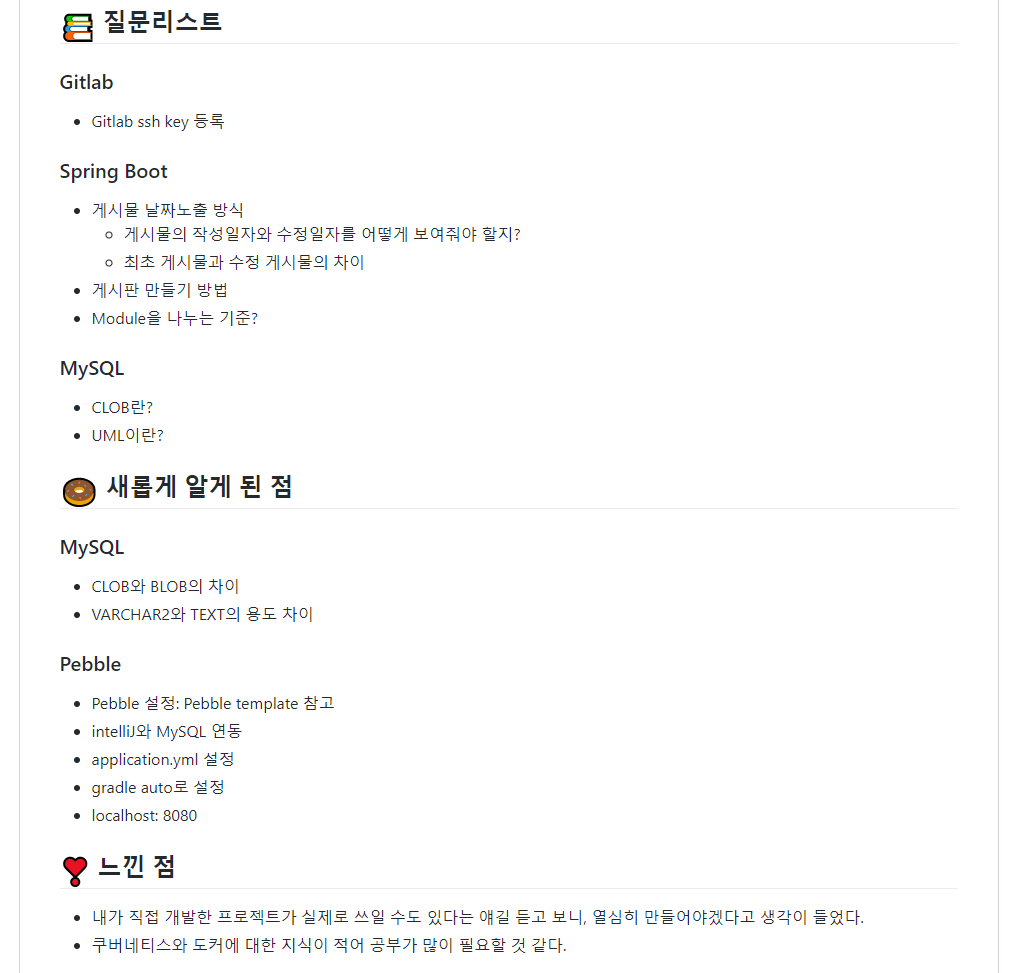 질문리스트
Gitlab
Gitlab ssh key 등록
Spring Boot
게시물 날짜노출 방식
게시물의 작성일자와 수정일자를 어떻게 보여줘야 할지?
최초 게시물과 수정 게시물의 차이
게시판 만들기 방법
Module을 나누는 기준?
MySQL
CLOB란?
UML이란?
새롭게 알게 된 점
MySQL
CLOB와 BLOB의 차이
VARCHAR2와 TEXT의 용도 차이
Pebble
Pebble 설정: Pebble template 참고
intelliJ와 MySQL 연동
application.yml 설정
gradle auto로 설정
localhost: 8080
느낀 점
내가 직접 개발한 프로젝트가 실제로 쓰일 수도 있다는 얘길 듣고 보니, 열심히 만들어야겠다고 생각이 들었다.
쿠버네티스와 도커에 대한 지식이 적어 공부가 많이 필요할 것 같다.